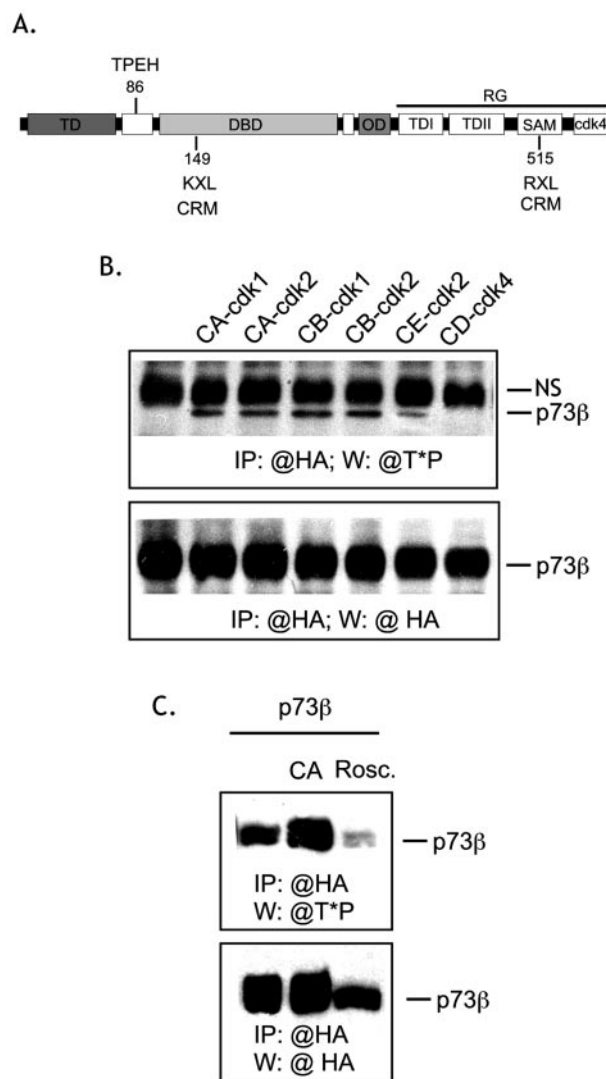 A.
TPEH
86
RG
TD
DBD
OD
TDI
TDII
SAM
cdk4
149
515
KXL
RXL
CRM
CRM
B.
CA-cdk1
CA-cdk2
CB-cdk1
CB-cdk2
CE-cdk2
CD-cdk4
NS
p73β
IP: @HA; W: @T*P
p73β
IP: @HA; W: @ HA
C.
p73β
CA Rosc.
p73β
IP: @HA
W: @T*P
p73β
IP: @HA
W: @ HA